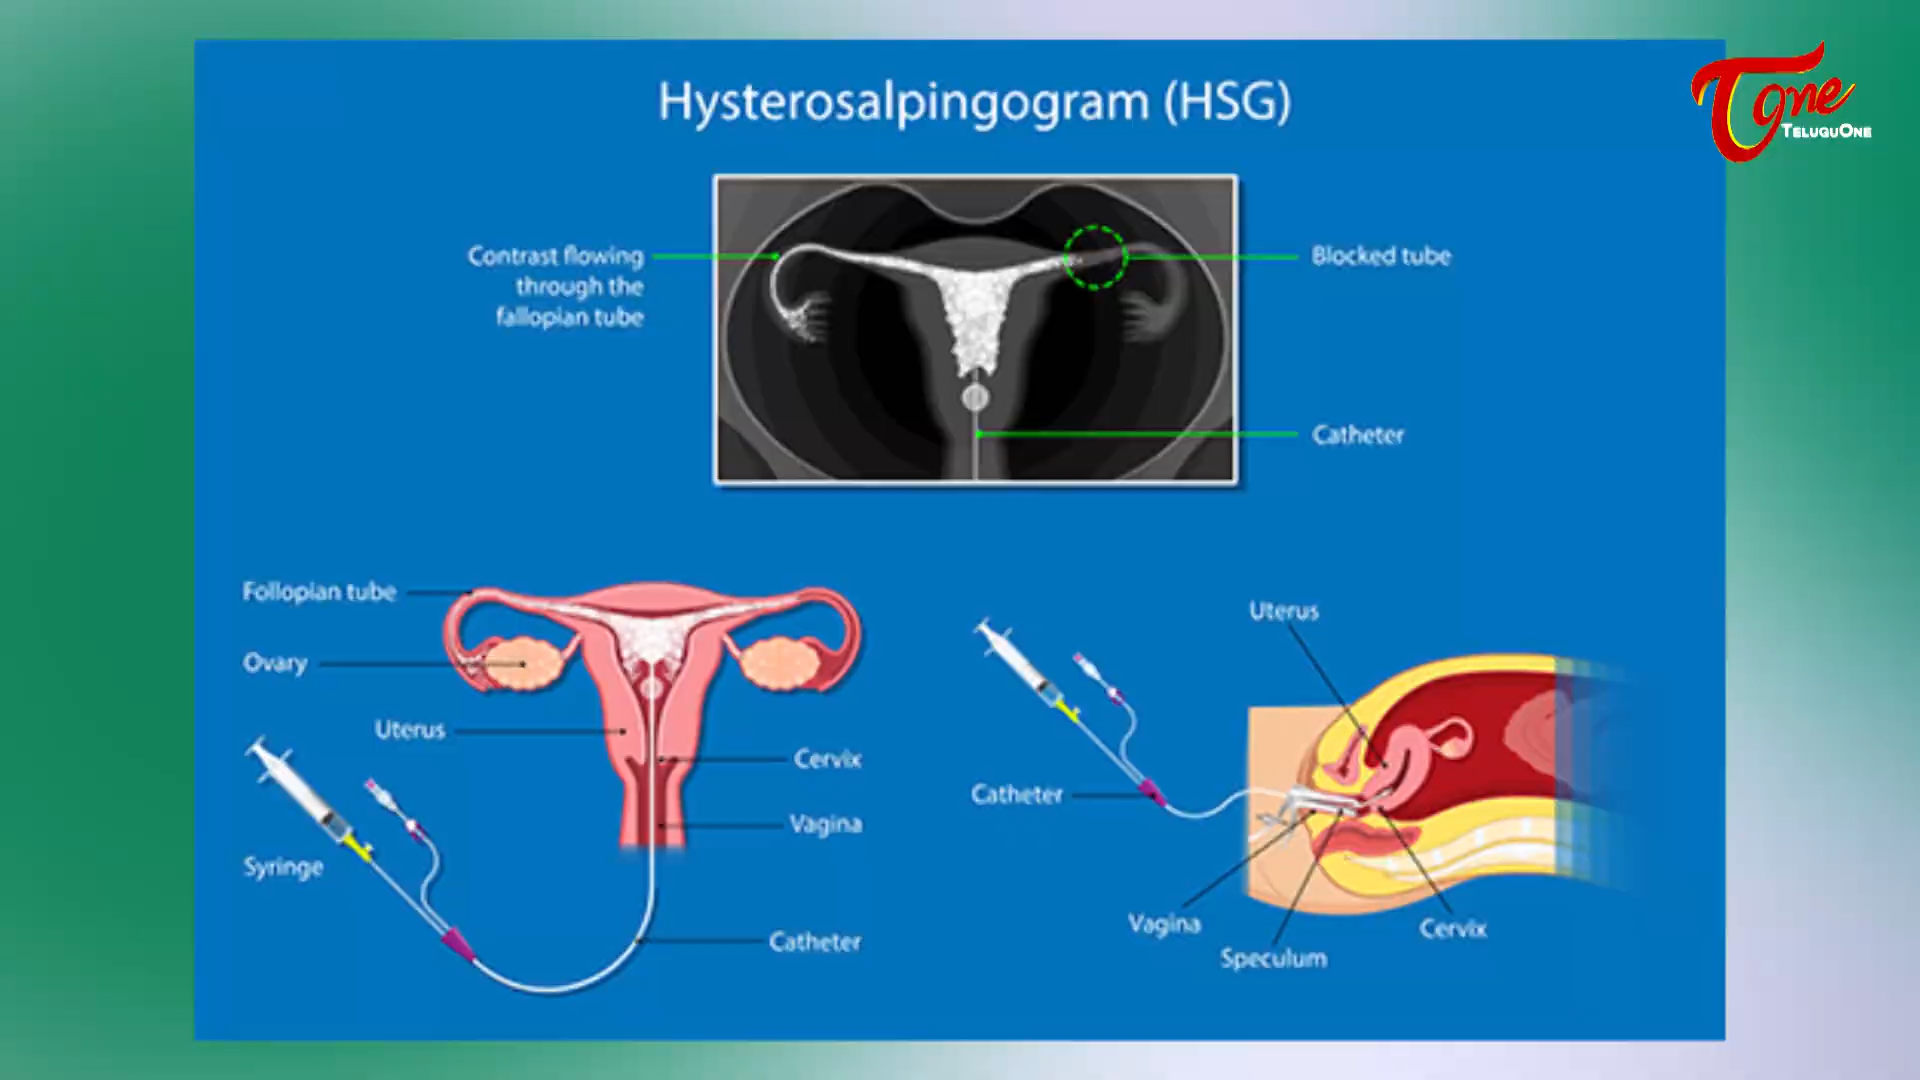 Hysterosalpingogram (HSG)
Tone
TELUGUONE
Contrast flowing
through the
fallopian tube
Blocked tube
Catheter
Follopian tube
Ovary
Uterus
Cervix
Vagina
Syringe
Catheter
Uterus
Catheter
Vagina
Speculum
Cervix